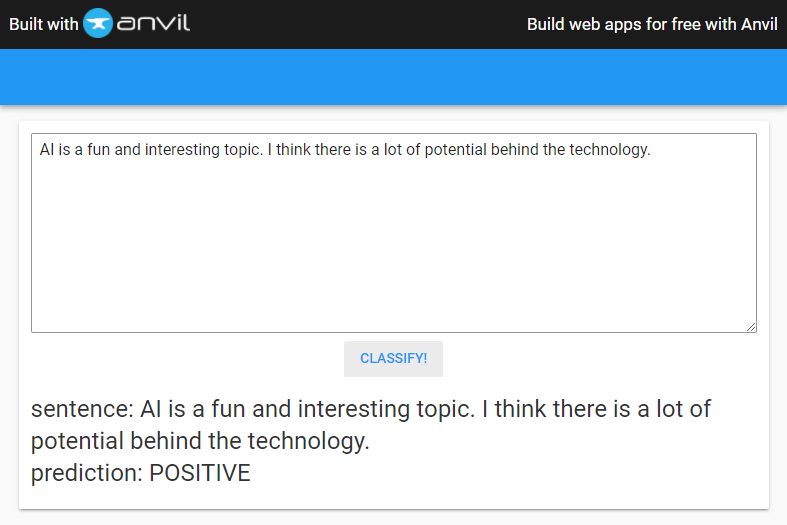 Built with anvil
Build web apps for free with Anvil
AI is a fun and interesting topic. I think there is a lot of potential behind the technology.
CLASSIFY!
sentence: AI is a fun and interesting topic. I think there is a lot of
potential behind the technology.
prediction: POSITIVE